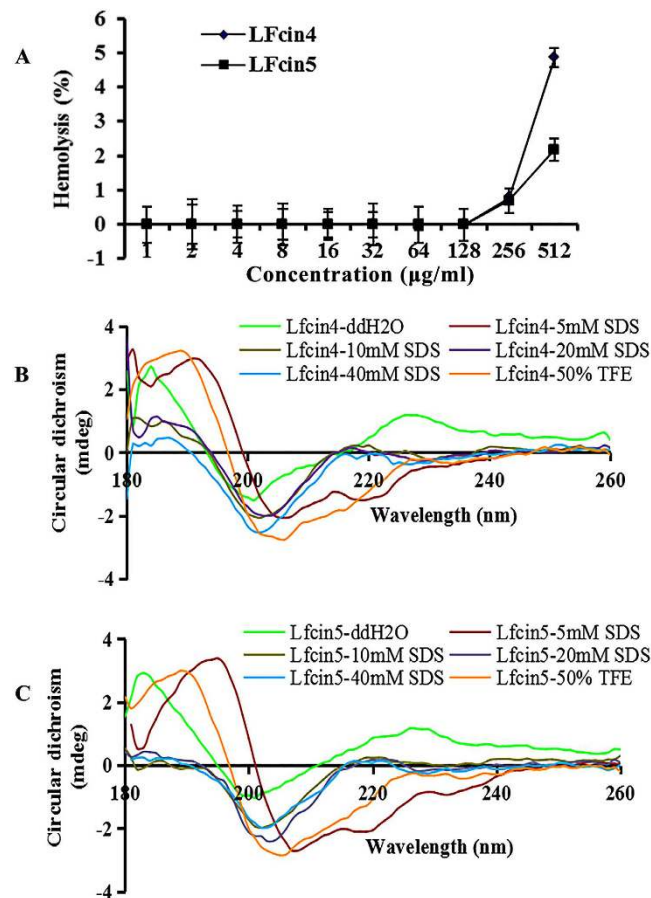 A
LFcin4
LFcin5
Hemolysis (%)
6
5
4
3
2
1
0
-1
1 2 4 8 16 32 64 128 256 512
Concentration (µg/ml)
B
Lfcin4-ddH2O Lfcin4-5mM SDS
Lfcin4-10mM SDS Lfcin4-20mM SDS
Lfcin4-40mM SDS Lfcin4-50% TFE
Circular dichroism
(mdeg)
4
2
0
-2
-4
180 200 220 240 260
Wavelength (nm)
C
Lfcin5-ddH2O Lfcin5-5mM SDS
Lfcin5-10mM SDS Lfcin5-20mM SDS
Lfcin5-40mM SDS Lfcin5-50% TFE
Circular dichroism
(mdeg)
4
2
0
-2
-4
180 200 220 240 260
Wavelength (nm)